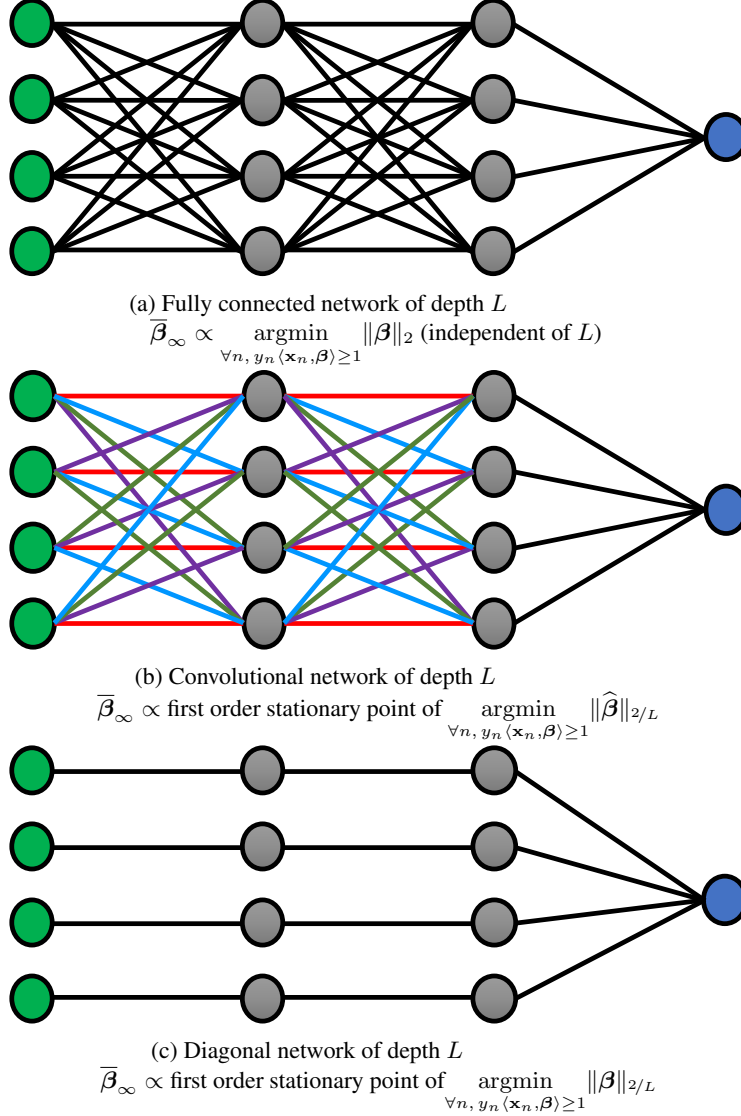 (a) Fully connected network of depth L
β̅∞ ∝ argmin ‖β‖₂ (independent of L)
∀n, yₙ⟨xₙ,β⟩≥1
(b) Convolutional network of depth L
β̅∞ ∝ first order stationary point of argmin ‖β̂‖₂/L
∀n, yₙ⟨xₙ,β⟩≥1
(c) Diagonal network of depth L
β̅∞ ∝ first order stationary point of argmin ‖β‖₂/L
∀n, yₙ⟨xₙ,β⟩≥1